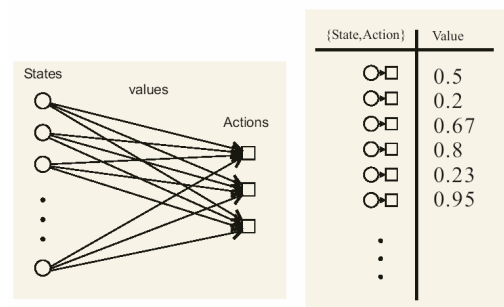 States
values
Actions
{State,Action} Value
0.5
0.2
0.67
0.8
0.23
0.95